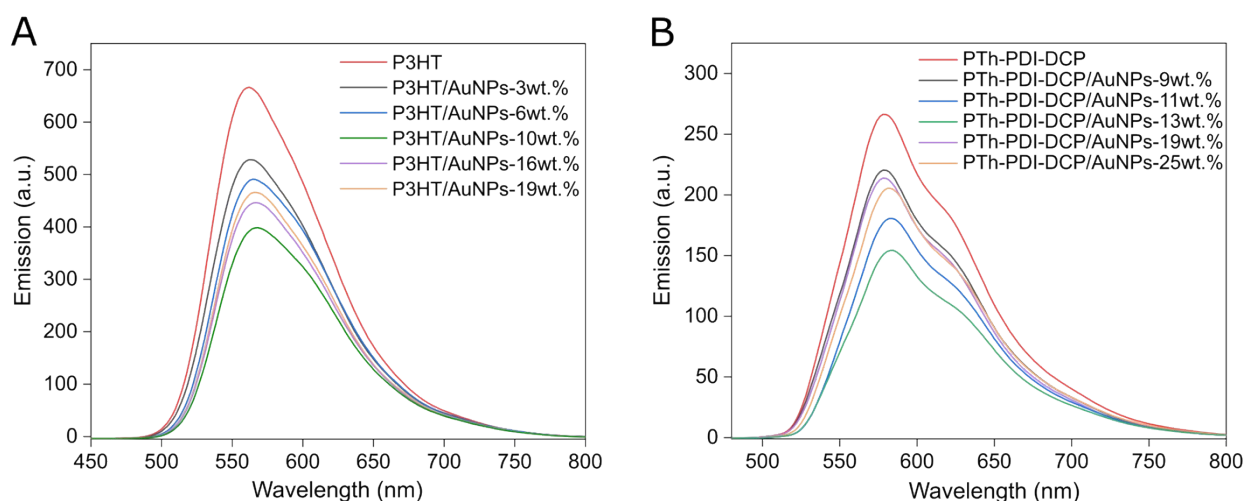 A
700
600
500
400
300
200
100
0
Emission (a.u.)
450
500
550
600
650
700
750
800
Wavelength (nm)
P3HT
P3HT/AuNPs-3wt.%
P3HT/AuNPs-6wt.%
P3HT/AuNPs-10wt.%
P3HT/AuNPs-16wt.%
P3HT/AuNPs-19wt.%
B
300
250
200
150
100
50
0
Emission (a.u.)
500
550
600
650
700
750
800
Wavelength (nm)
PTh-PDI-DCP
PTh-PDI-DCP/AuNPs-9wt.%
PTh-PDI-DCP/AuNPs-11wt.%
PTh-PDI-DCP/AuNPs-13wt.%
PTh-PDI-DCP/AuNPs-19wt.%
PTh-PDI-DCP/AuNPs-25wt.%